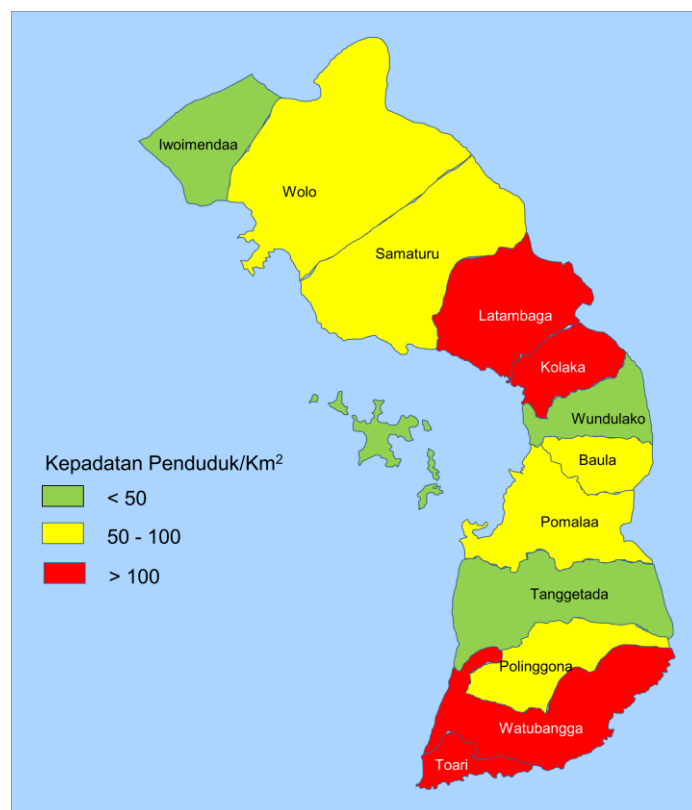 Iwoimendaa
Wolo
Samaturu
Latambaga
Kolaka
Wundulako
Baula
Pomalaa
Tanggetada
Polinggona
Watubangga
Toari
Kepadatan Penduduk/Km²
< 50
50 - 100
> 100